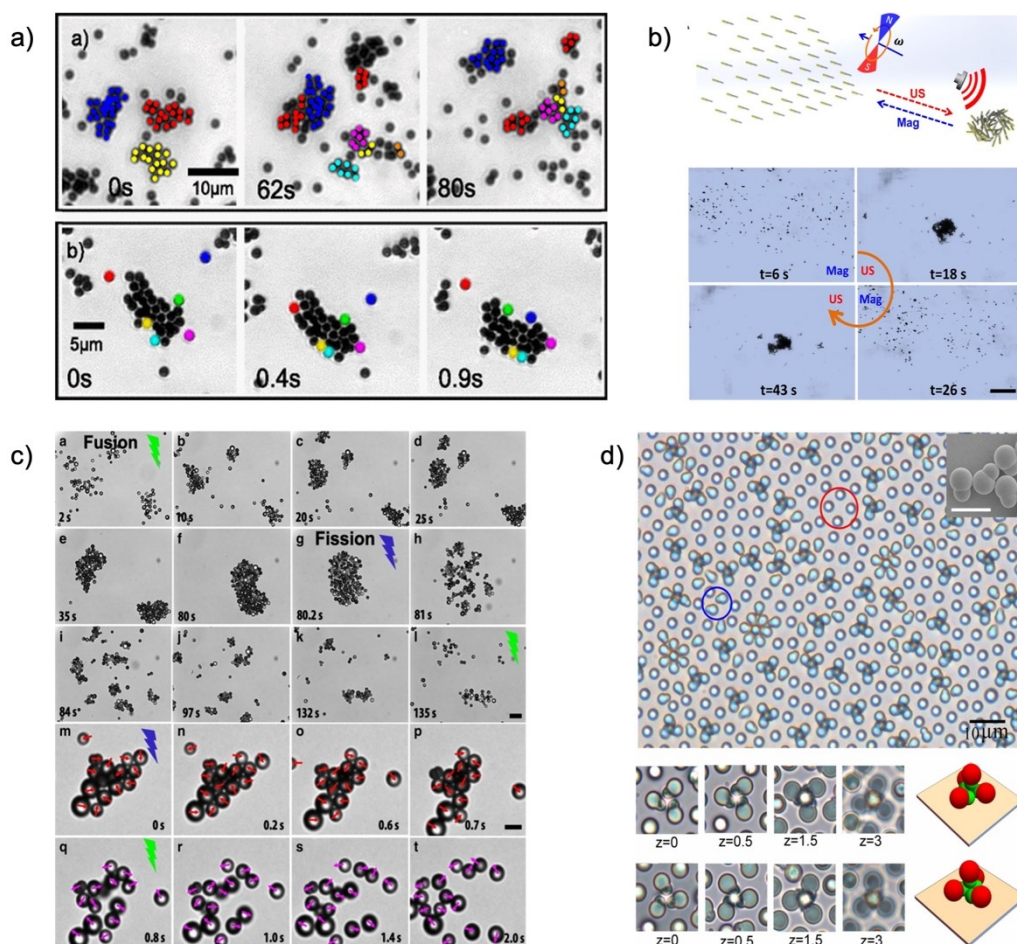 a)
a)
0s
10μm
62s
80s
b)
5μm
0s
0.4s
0.9s
b)
N
S
ω
US
Mag
t=6 s
Mag
US
t=18 s
US
Mag
t=43 s
t=26 s
c)
a
Fusion
b
c
d
2 s
10 s
20 s
25 s
e
f
g
Fission
h
35 s
80 s
80.2 s
81 s
i
j
k
l
84 s
97 s
132 s
135 s
m
n
o
p
0 s
0.2 s
0.6 s
0.7 s
q
r
s
t
0.8 s
1.0 s
1.4 s
2.0 s
d)
10μm
z=0
z=0.5
z=1.5
z=3
z=0
z=0.5
z=1.5
z=3